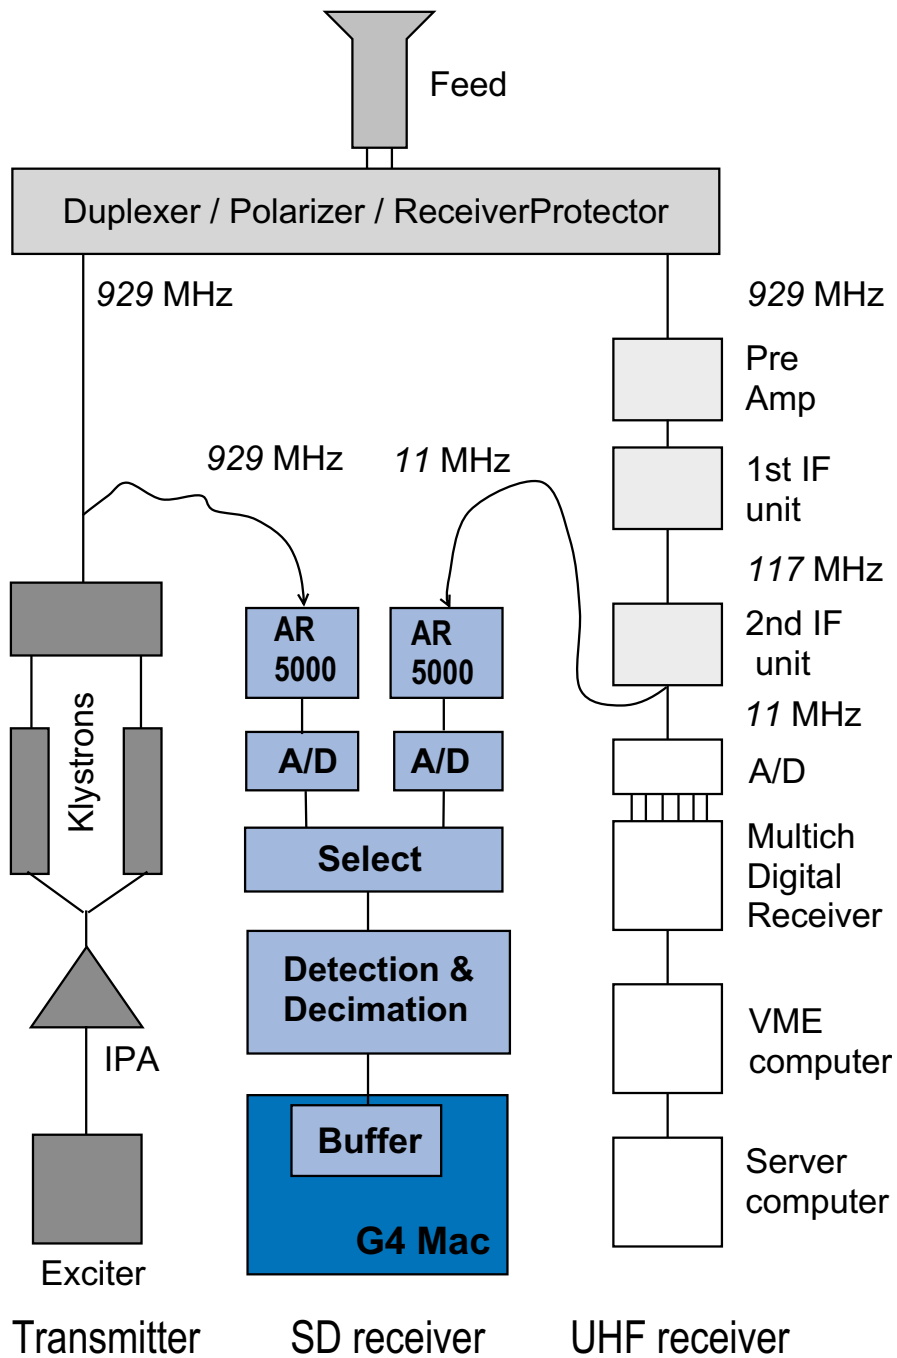 Feed
Duplexer / Polarizer / ReceiverProtector
929 MHz
929 MHz
Pre
Amp
929 MHz
11 MHz
1st IF
unit
117 MHz
AR
5000
AR
5000
2nd IF
unit
11 MHz
Klystrons
A/D
A/D
A/D
Select
Multich
Digital
Receiver
Detection &
Decimation
IPA
VME
computer
Buffer
G4 Mac
Server
computer
Exciter
Transmitter
SD receiver
UHF receiver